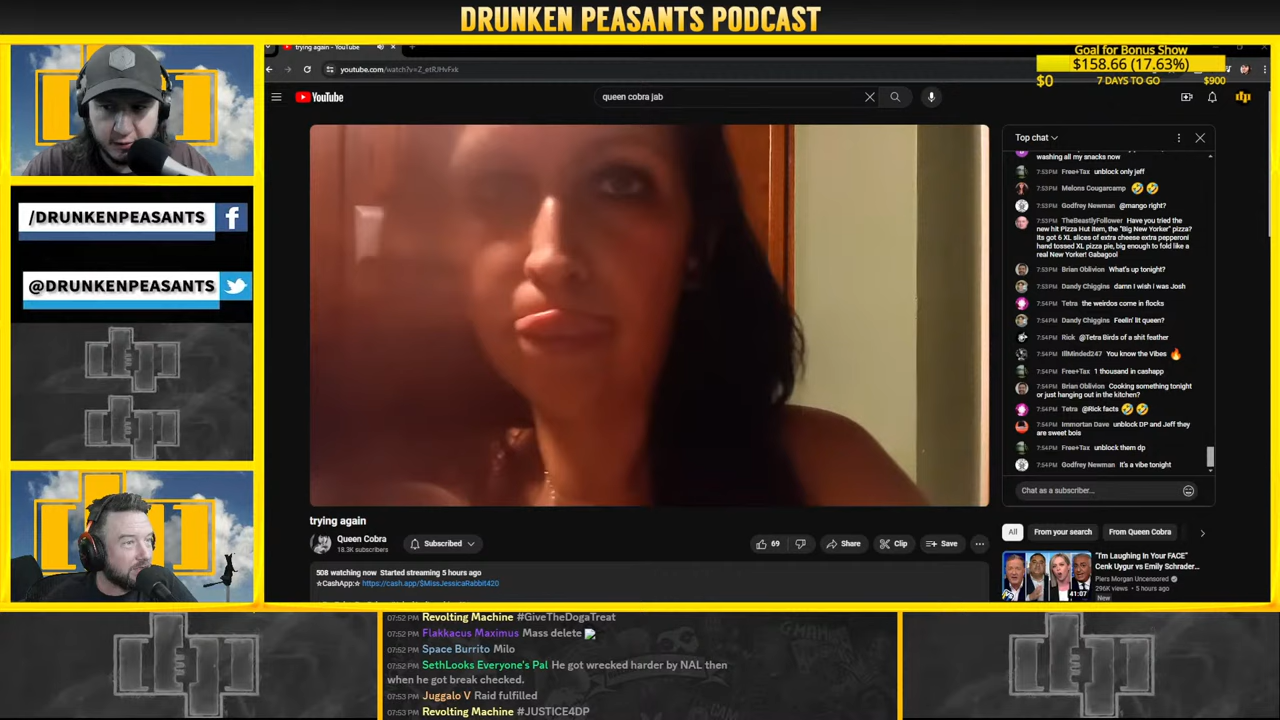 DRUNKEN PEASANTS PODCAST
trying again - YouTube
youtube.com/watch?v=Z_etRJHvFxk
Goal for Bonus Show
$158.66 (17.63%)
$0
7 DAYS TO GO
$900
YouTube
queen cobra jab
/DRUNKENPEASANTS
@DRUNKENPEASANTS
Top chat
washing all my snacks now
7:53PM Free+Tax unblock only jeff
7:53PM Melons Cougarcamp 🤣 🤣
7:53PM Godfrey Newman @mango right?
7:53PM TheBeastlyFollower Have you tried the
new hit Pizza Hut item, the "Big New Yorker" pizza?
Its got 6 XL slices of extra cheese extra pepperoni
hand tossed XL pizza pie, big enough to fold like a
real New Yorker! Gabagool
7:53PM Brian Oblivion What's up tonight?
7:53PM Dandy Chiggins damn I wish I was Josh
7:54PM Tetra the weirdos come in flocks
7:54PM Dandy Chiggins Feelin' lit queen?
7:54PM Rick @Tetra Birds of a shit feather
7:54PM IllMinded247 You know the Vibes 🔥
7:54PM Free+Tax 1 thousand in cashapp
7:54PM Brian Oblivion Cooking something tonight
or just hanging out in the kitchen?
7:54PM Tetra @Rick facts 🤣 🤣
7:54PM Immortan Dave unblock DP and Jeff they
are sweet bois
7:54PM Free+Tax unblock them dp
7:54PM Godfrey Newman It's a vibe tonight
Chat as a subscriber...
trying again
Queen Cobra
18.3K subscribers
Subscribed
69
Share
Clip
Save
508 watching now Started streaming 5 hours ago
☆CashApp:☆ https://cash.app/$MissJessicaRabbit420
All
From your search
From Queen Cobra
"I'm Laughing In Your FACE"
Cenk Uygur vs Emily Schrader...
Piers Morgan Uncensored
296K views • 5 hours ago
New
41:07
07:52 PM Revolting Machine #GiveTheDogaTreat
07:52 PM Flakkacus Maximus Mass delete
07:52 PM Space Burrito Milo
07:52 PM SethLooks Everyone's Pal He got wrecked harder by NAL then
when he got break checked.
07:53 PM Juggalo V Raid fulfilled
07:53 PM Revolting Machine #JUSTICE4DP